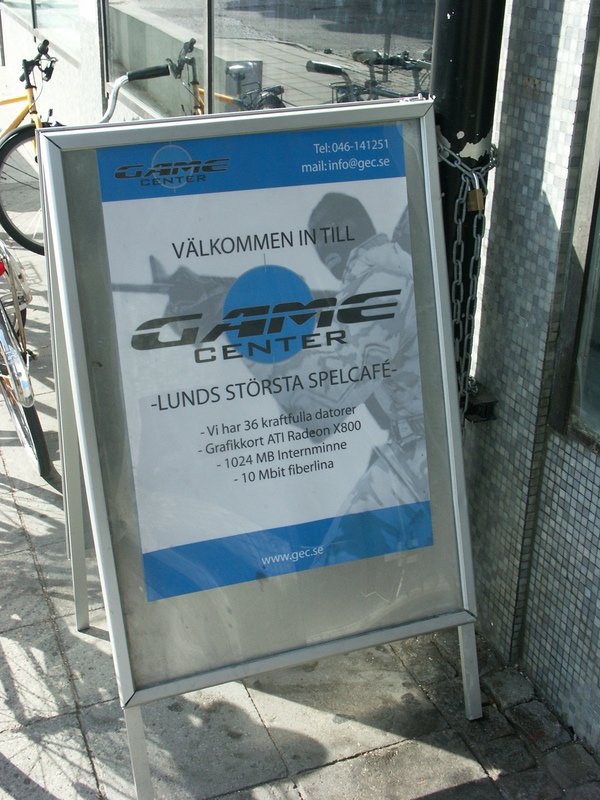 GAME
CENTER
Tel: 046-141251
mail: info@gec.se
VÄLKOMMEN IN TILL
GAME
CENTER
-LUNDS STÖRSTA SPELCAFÉ-
- Vi har 36 kraftfulla datorer
- Grafikkort ATI Radeon X800
- 1024 MB Internminne
- 10 Mbit fiberlina
www.gec.se